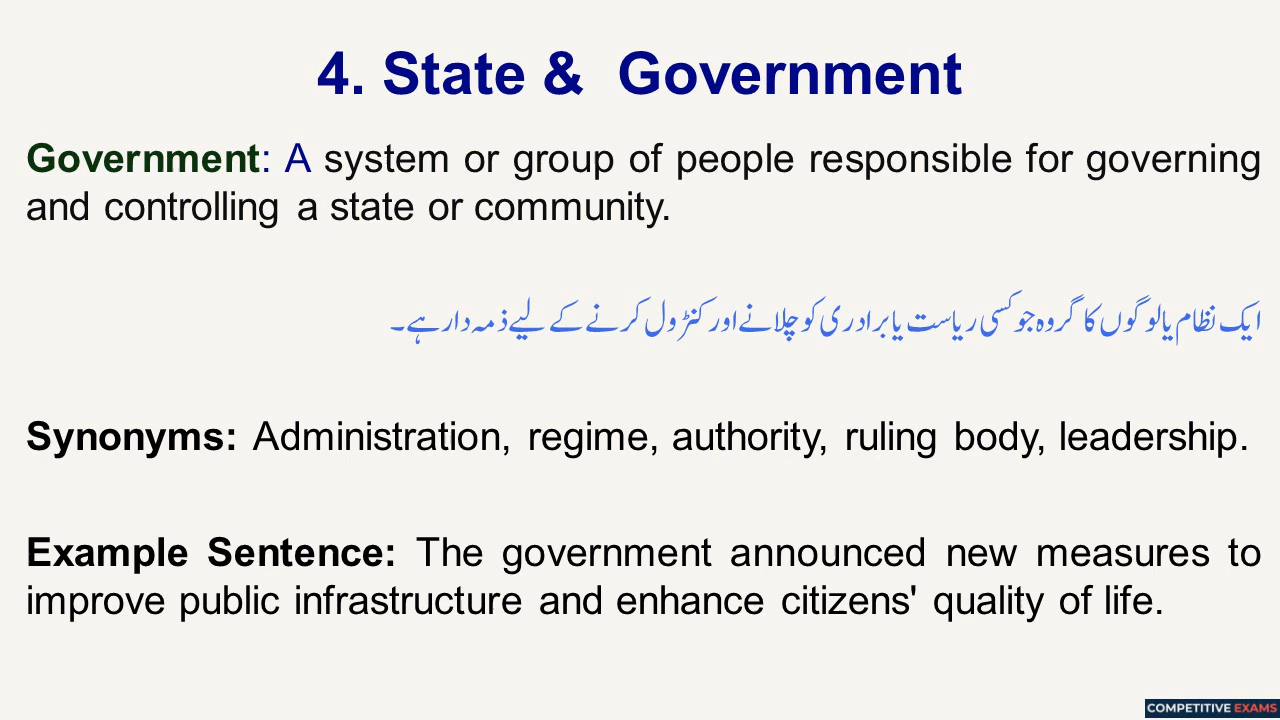 4. State & Government
Government: A system or group of people responsible for governing
and controlling a state or community.
ایک نظام یا لوگوں کا گروہ جو کسی ریاست یا برادری کو چلانے اور کنٹرول کرنے کے لیے ذمہ دار ہے۔
Synonyms: Administration, regime, authority, ruling body, leadership.
Example Sentence: The government announced new measures to
improve public infrastructure and enhance citizens' quality of life.
COMPETITIVE EXAMS